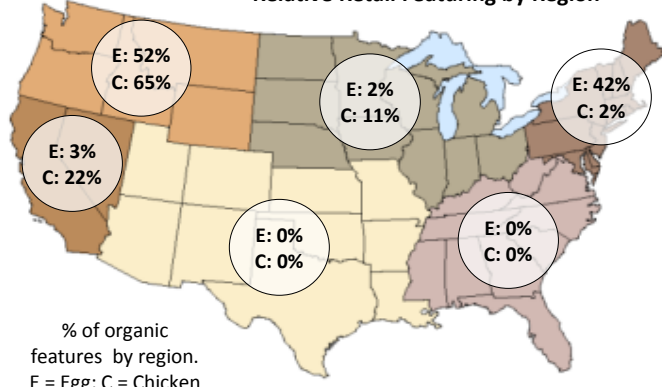 Relative Retail Featuring by Region
E: 52%
C: 65%
E: 2%
C: 11%
E: 42%
C: 2%
E: 3%
C: 22%
E: 0%
C: 0%
E: 0%
C: 0%
% of organic
features by region.
E = Egg; C = Chicken